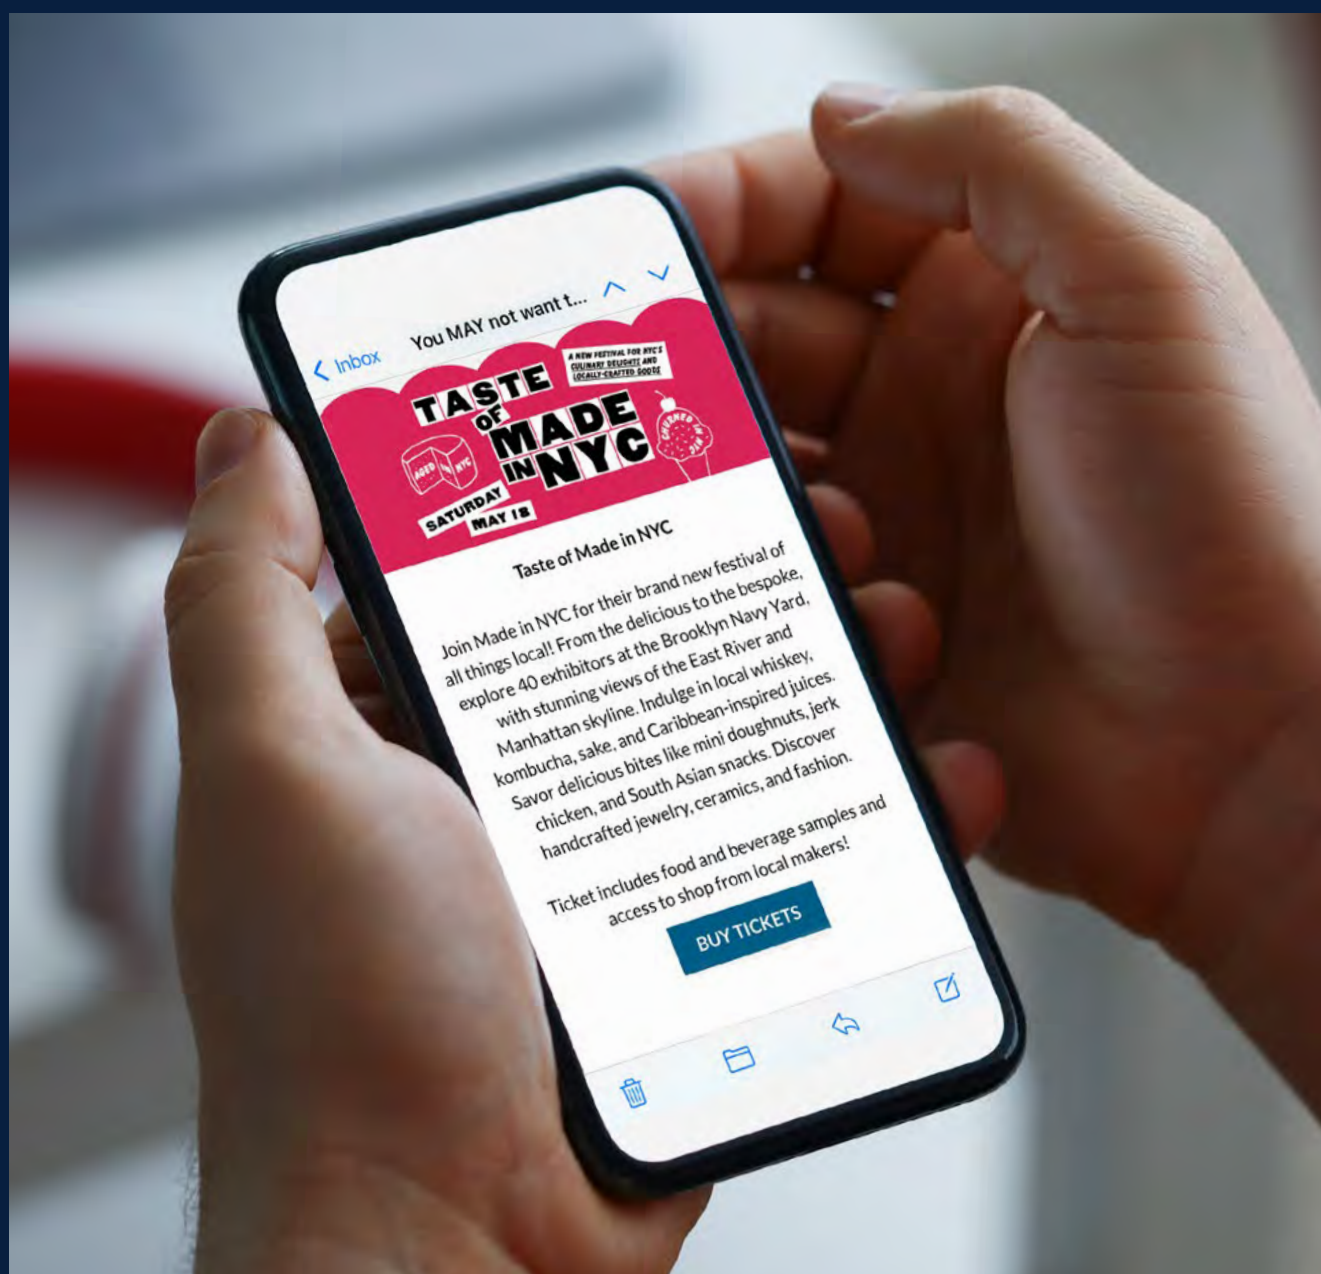 Inbox
You MAY not want t...
TASTE
OF
MADE
IN NYC
A NEW FESTIVAL FOR NYC'S
CULINARY DELIGHTS AND
LOCALLY-CRAFTED GOODS
AGED IN NYC
CHURNED IN NYC
SATURDAY
MAY 18
Taste of Made in NYC
Join Made in NYC for their brand new festival of
all things local! From the delicious to the bespoke,
explore 40 exhibitors at the Brooklyn Navy Yard,
with stunning views of the East River and
Manhattan skyline. Indulge in local whiskey,
kombucha, sake, and Caribbean-inspired juices.
Savor delicious bites like mini doughnuts, jerk
chicken, and South Asian snacks. Discover
handcrafted jewelry, ceramics, and fashion.
Ticket includes food and beverage samples and
access to shop from local makers!
BUY TICKETS